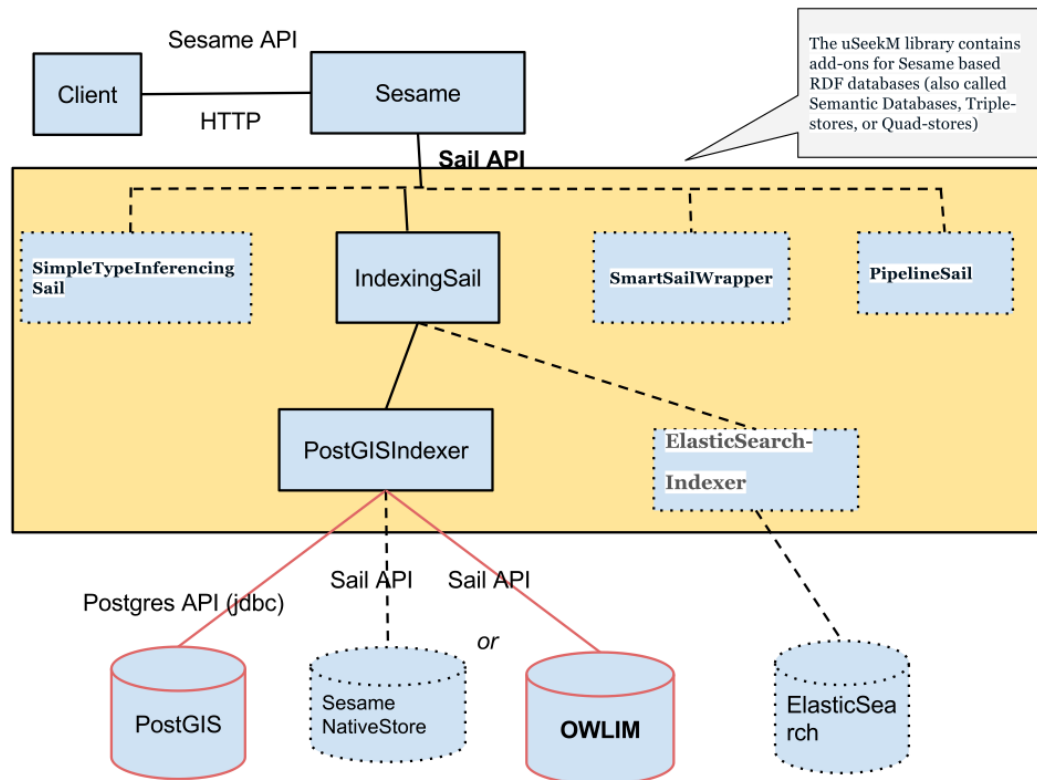 Sesame API
Client
Sesame
HTTP
The uSeekM library contains
add-ons for Sesame based
RDF databases (also called
Semantic Databases, Triple-
stores, or Quad-stores)
Sail API
SimpleTypeInferencing
Sail
IndexingSail
SmartSailWrapper
PipelineSail
PostGISIndexer
ElasticSearch-
Indexer
Postgres API (jdbc)
Sail API
Sail API
or
PostGIS
Sesame
NativeStore
OWLIM
ElasticSea
rch